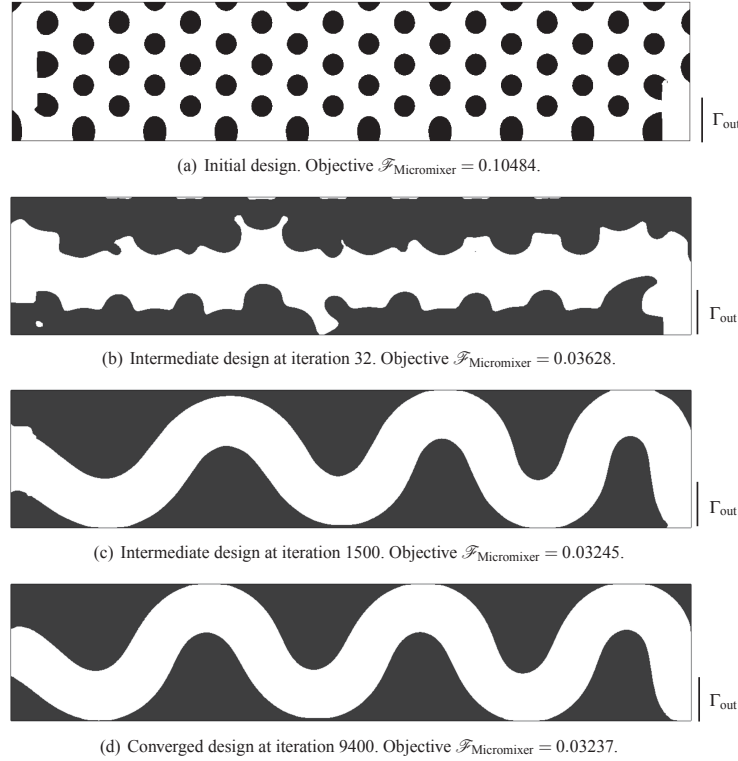 Γout
(a) Initial design. Objective ℱMicromixer = 0.10484.
Γout
(b) Intermediate design at iteration 32. Objective ℱMicromixer = 0.03628.
Γout
(c) Intermediate design at iteration 1500. Objective ℱMicromixer = 0.03245.
Γout
(d) Converged design at iteration 9400. Objective ℱMicromixer = 0.03237.